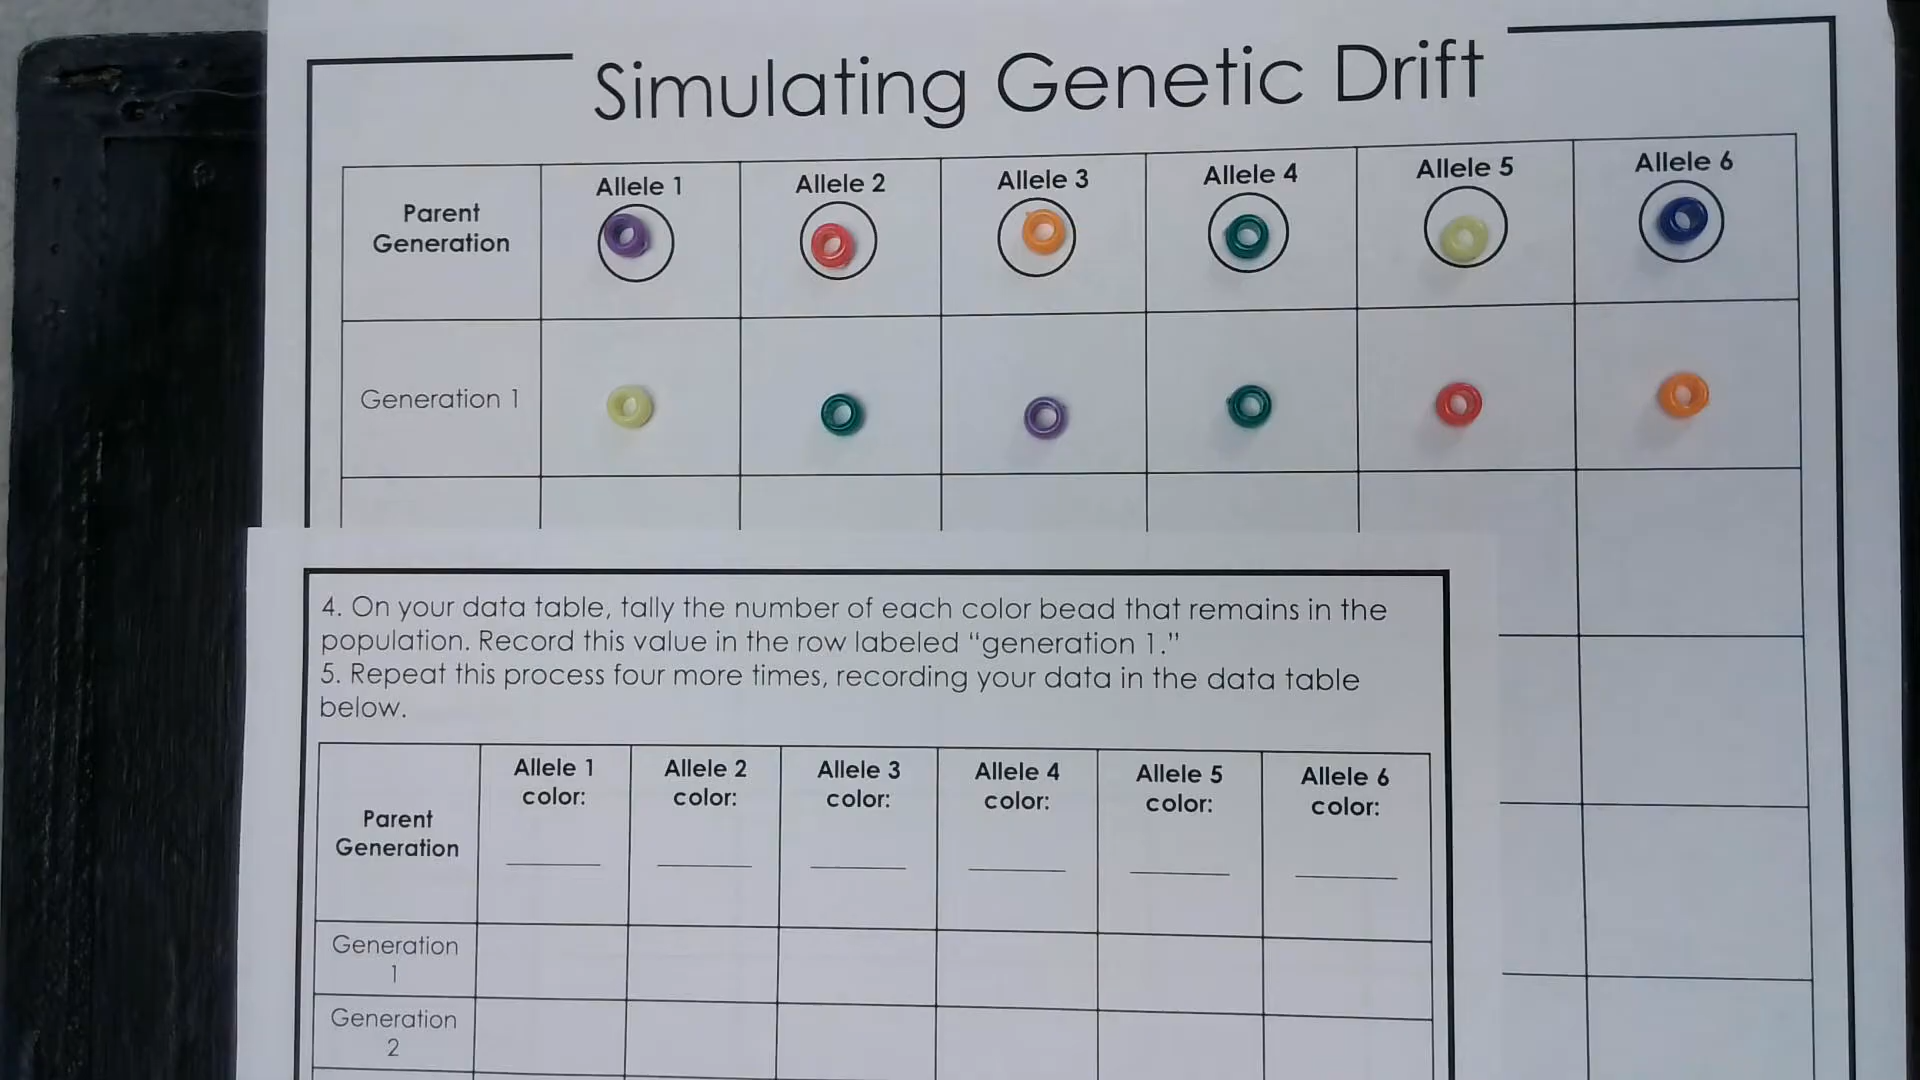 Simulating Genetic Drift
Parent Generation
Allele 1
Allele 2
Allele 3
Allele 4
Allele 5
Allele 6
Generation 1
4. On your data table, tally the number of each color bead that remains in the
population. Record this value in the row labeled “generation 1.”
5. Repeat this process four more times, recording your data in the data table
below.
Parent
Generation
Allele 1
color:
Allele 2
color:
Allele 3
color:
Allele 4
color:
Allele 5
color:
Allele 6
color:
Generation
1
Generation
2